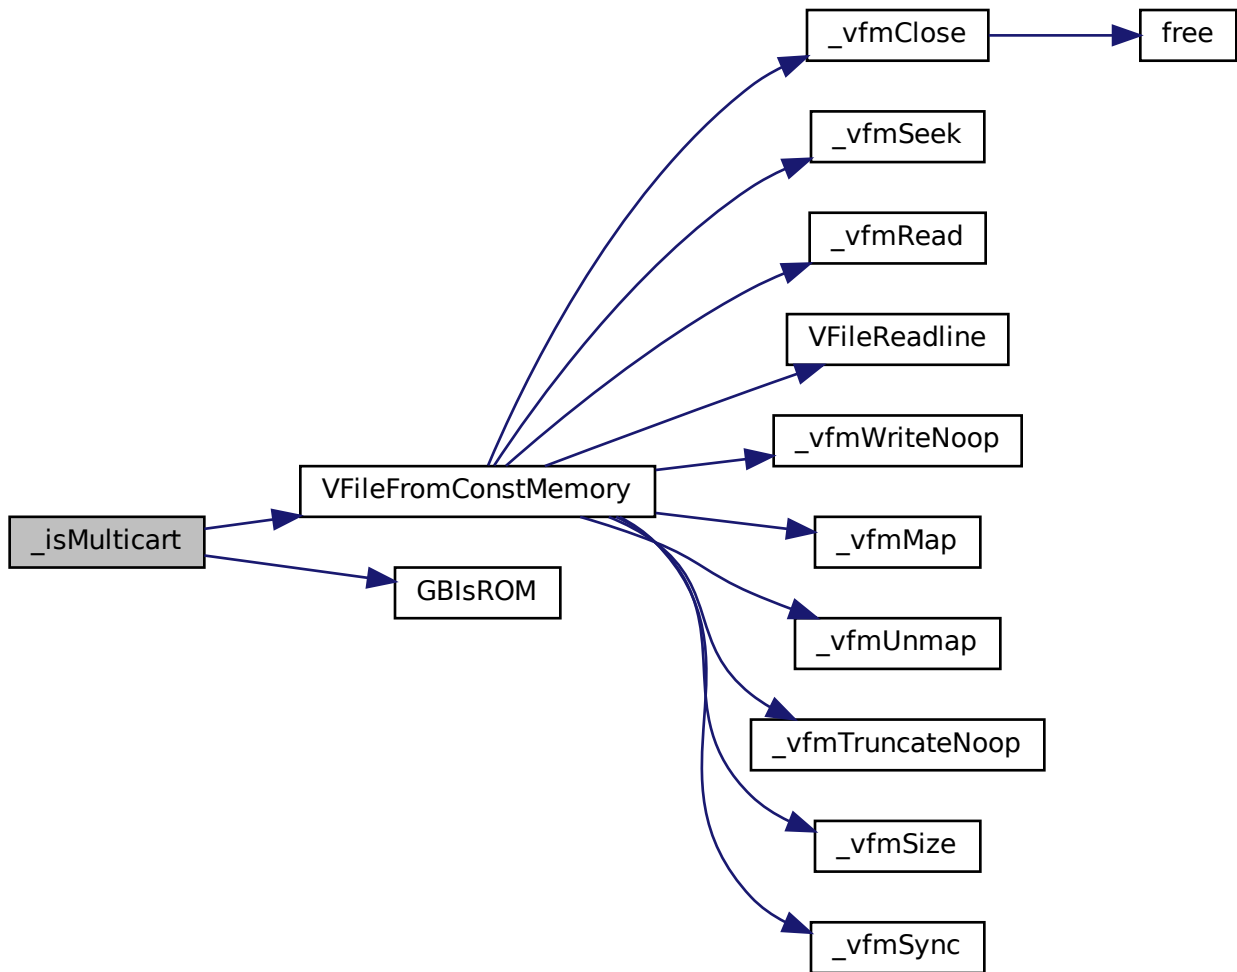 _vfmClose
free
_vfmSeek
_vfmRead
VFileReadline
_vfmWriteNoop
VFileFromConstMemory
_isMulticart
_vfmMap
GBIsROM
_vfmUnmap
_vfmTruncateNoop
_vfmSize
_vfmSync